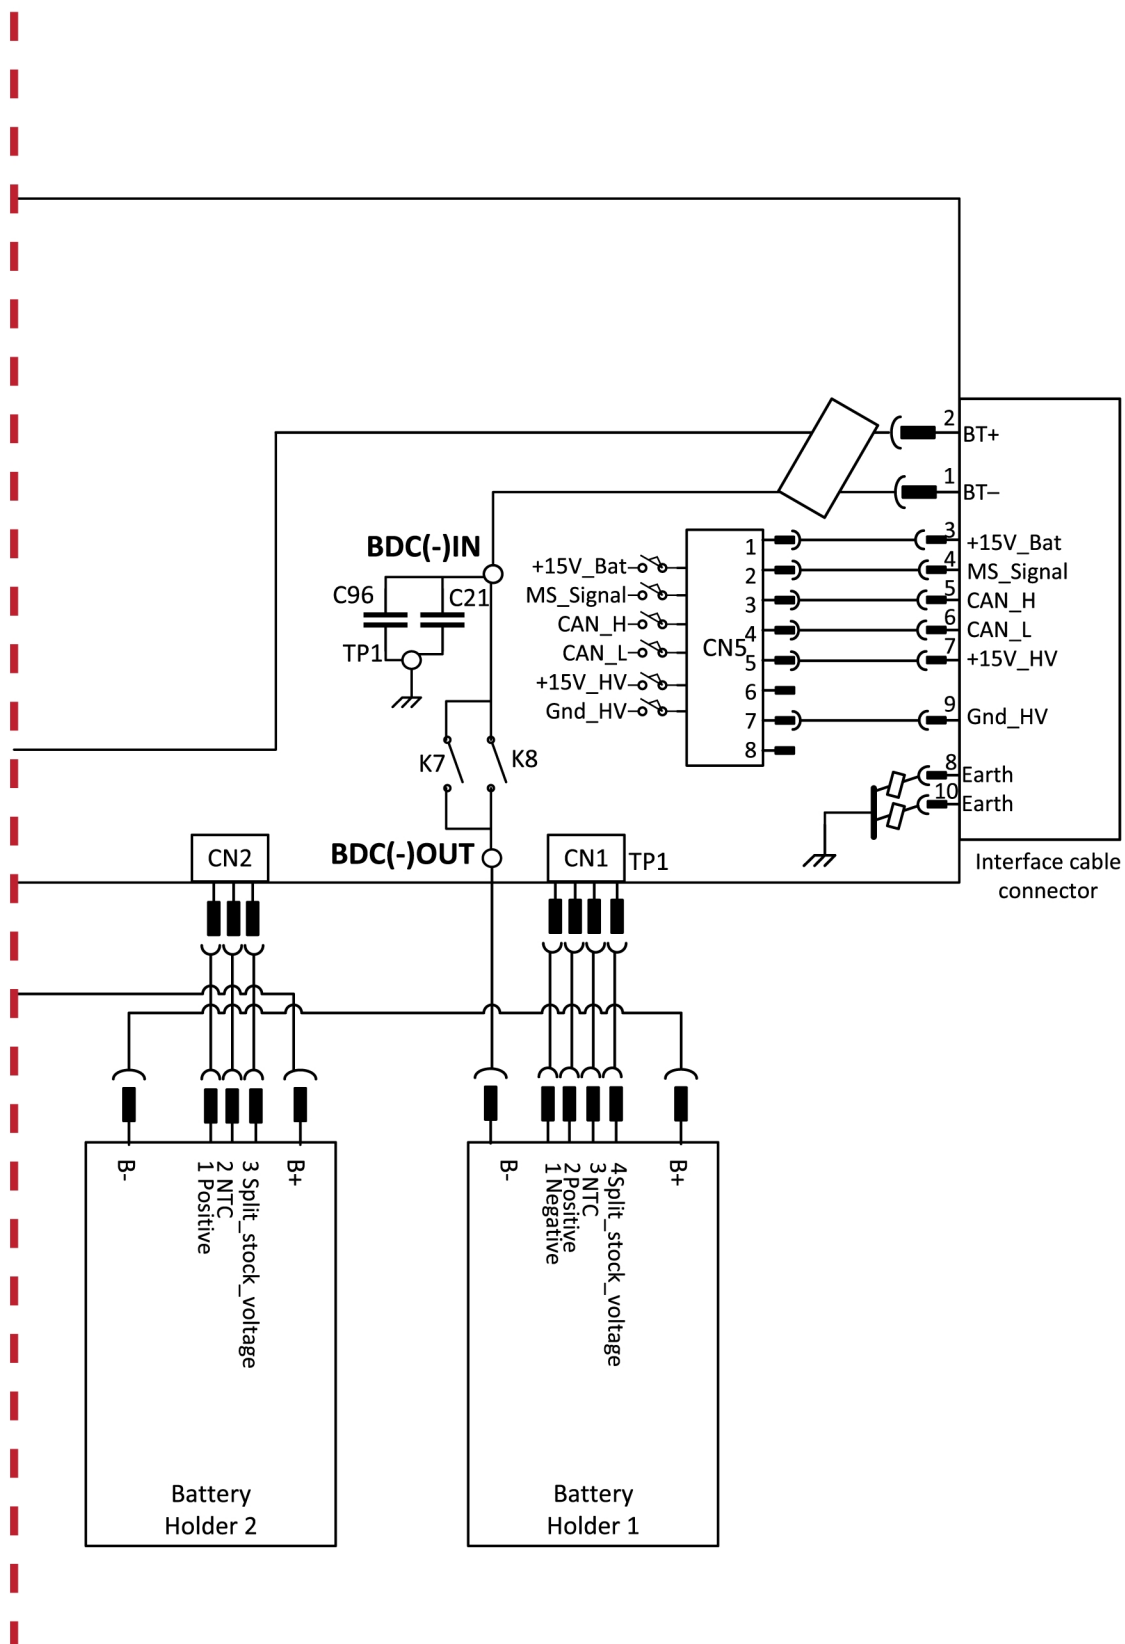 2
BT+
1
BT–
BDC(-)IN
+15V_Bat
MS_Signal
CAN_H
CAN_L
+15V_HV
Gnd_HV
CN5
1
2
3
4
5
6
7
8
3
+15V_Bat
4
MS_Signal
5
CAN_H
6
CAN_L
7
+15V_HV
9
Gnd_HV
8
Earth
10
Earth
Interface cable
connector
C96
C21
TP1
K7
K8
BDC(-)OUT
CN2
CN1
TP1
B-
1 Positive
2 NTC
3 Split_stock_voltage
B+
Battery
Holder 2
B-
1 Negative
2 Positive
3 NTC
4 Split_stock_voltage
B+
Battery
Holder 1